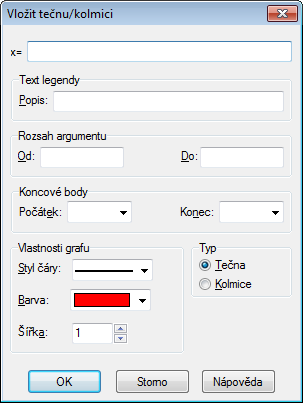 Vložit tečnu/kolmici
x=
Text legendy
Popis:
Rozsah argumentu
Od: Do:
Koncové body
Počátek: Konec:
Vlastnosti grafu Typ
Styl čáry: Tečna
Kolmice
Barva:
Šířka: 1
OK Storno Nápověda